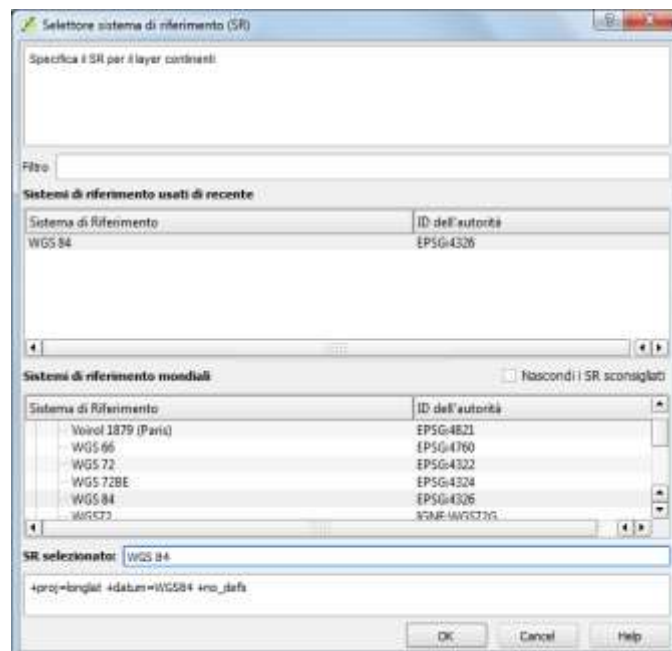 Selettore sistema di riferimento (SR)
Specifica il SR per il layer continenti
Filtro
Sistemi di riferimento usati di recente
Sistema di Riferimento ID dell'autorità
WGS 84 EPSG:4326
Sistemi di riferimento mondiali Nascondi i SR sconsigliati
Sistema di Riferimento ID dell'autorità
Voirol 1879 (Paris) EPSG:4821
WGS 66 EPSG:4760
WGS 72 EPSG:4322
WGS 72BE EPSG:4324
WGS 84 EPSG:4326
WGS72 IGNF:WGS72G
SR selezionato: WGS 84
+proj=longlat +datum=WGS84 +no_defs
OK Cancel Help